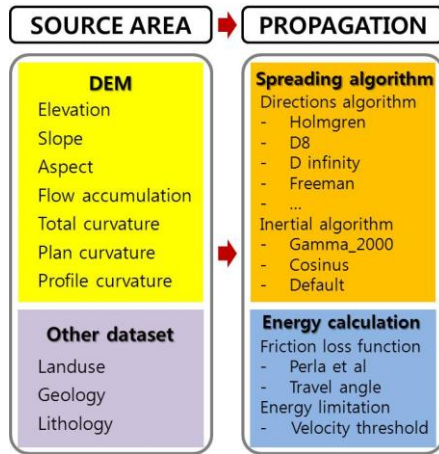 SOURCE AREA
PROPAGATION
DEM
Elevation
Slope
Aspect
Flow accumulation
Total curvature
Plan curvature
Profile curvature
Other dataset
Landuse
Geology
Lithology
Spreading algorithm
Directions algorithm
- Holmgren
- D8
- D infinity
- Freeman
- ...
Inertial algorithm
- Gamma_2000
- Cosinus
- Default
Energy calculation
Friction loss function
- Perla et al
- Travel angle
Energy limitation
- Velocity threshold